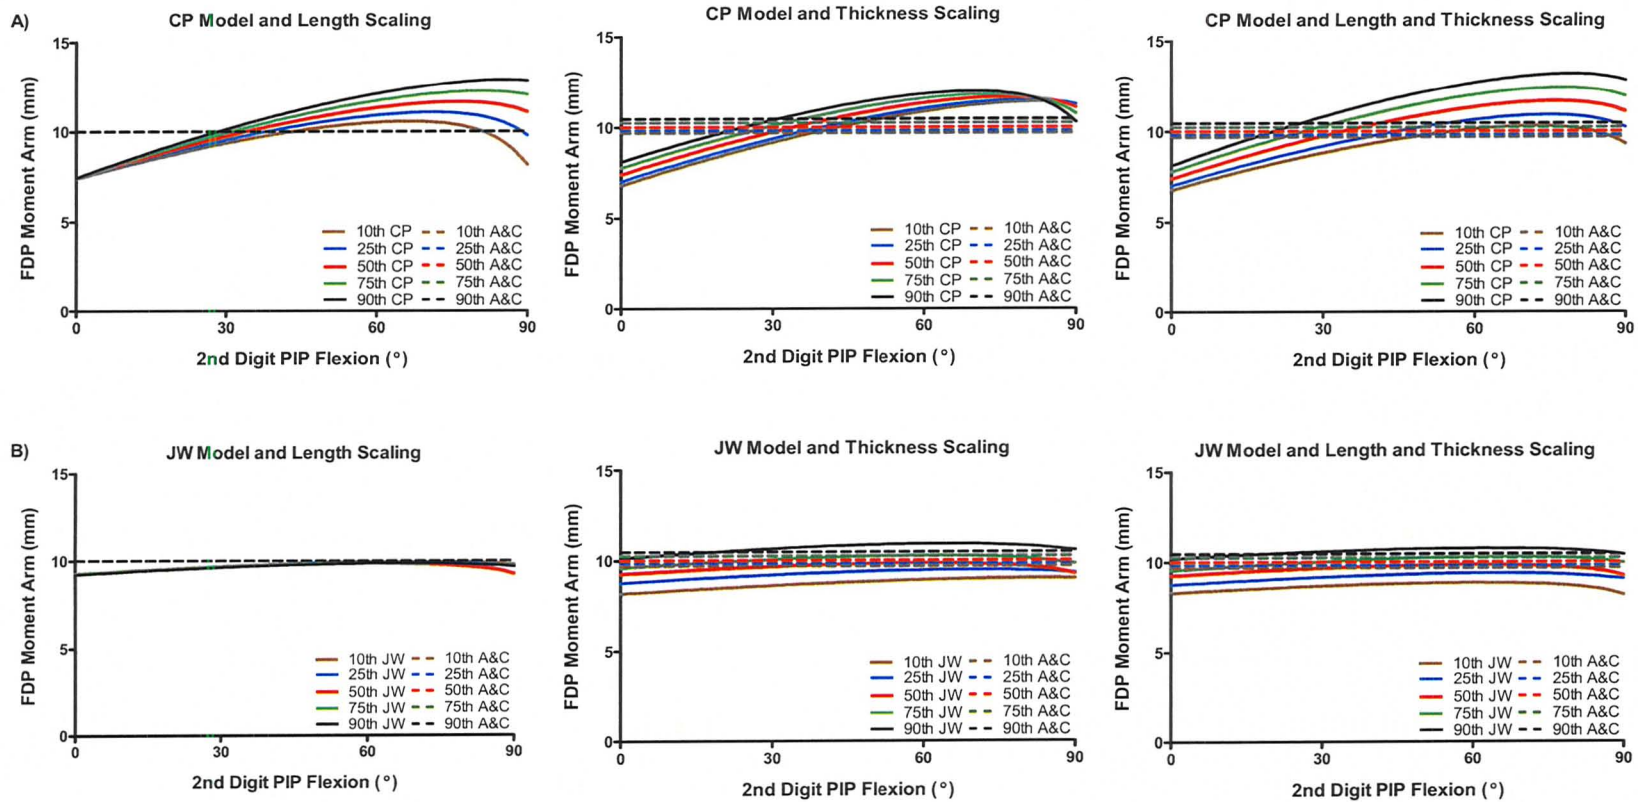 A)
CP Model and Length Scaling
FDP Moment Arm (mm)
15
10
5
0
10th CP 10th A&C
25th CP 25th A&C
50th CP 50th A&C
75th CP 75th A&C
90th CP 90th A&C
0 30 60 90
2nd Digit PIP Flexion (°)
CP Model and Thickness Scaling
FDP Moment Arm (mm)
15
10
5
0
10th CP 10th A&C
25th CP 25th A&C
50th CP 50th A&C
75th CP 75th A&C
90th CP 90th A&C
0 30 60 90
2nd Digit PIP Flexion (°)
CP Model and Length and Thickness Scaling
FDP Moment Arm (mm)
15
10
5
0
10th CP 10th A&C
25th CP 25th A&C
50th CP 50th A&C
75th CP 75th A&C
90th CP 90th A&C
0 30 60 90
2nd Digit PIP Flexion (°)
B)
JW Model and Length Scaling
FDP Moment Arm (mm)
15
10
5
0
10th JW 10th A&C
25th JW 25th A&C
50th JW 50th A&C
75th JW 75th A&C
90th JW 90th A&C
0 30 60 90
2nd Digit PIP Flexion (°)
JW Model and Thickness Scaling
FDP Moment Arm (mm)
15
10
5
0
10th JW 10th A&C
25th JW 25th A&C
50th JW 50th A&C
75th JW 75th A&C
90th JW 90th A&C
0 30 60 90
2nd Digit PIP Flexion (°)
JW Model and Length and Thickness Scaling
FDP Moment Arm (mm)
15
10
5
0
10th JW 10th A&C
25th JW 25th A&C
50th JW 50th A&C
75th JW 75th A&C
90th JW 90th A&C
0 30 60 90
2nd Digit PIP Flexion (°)